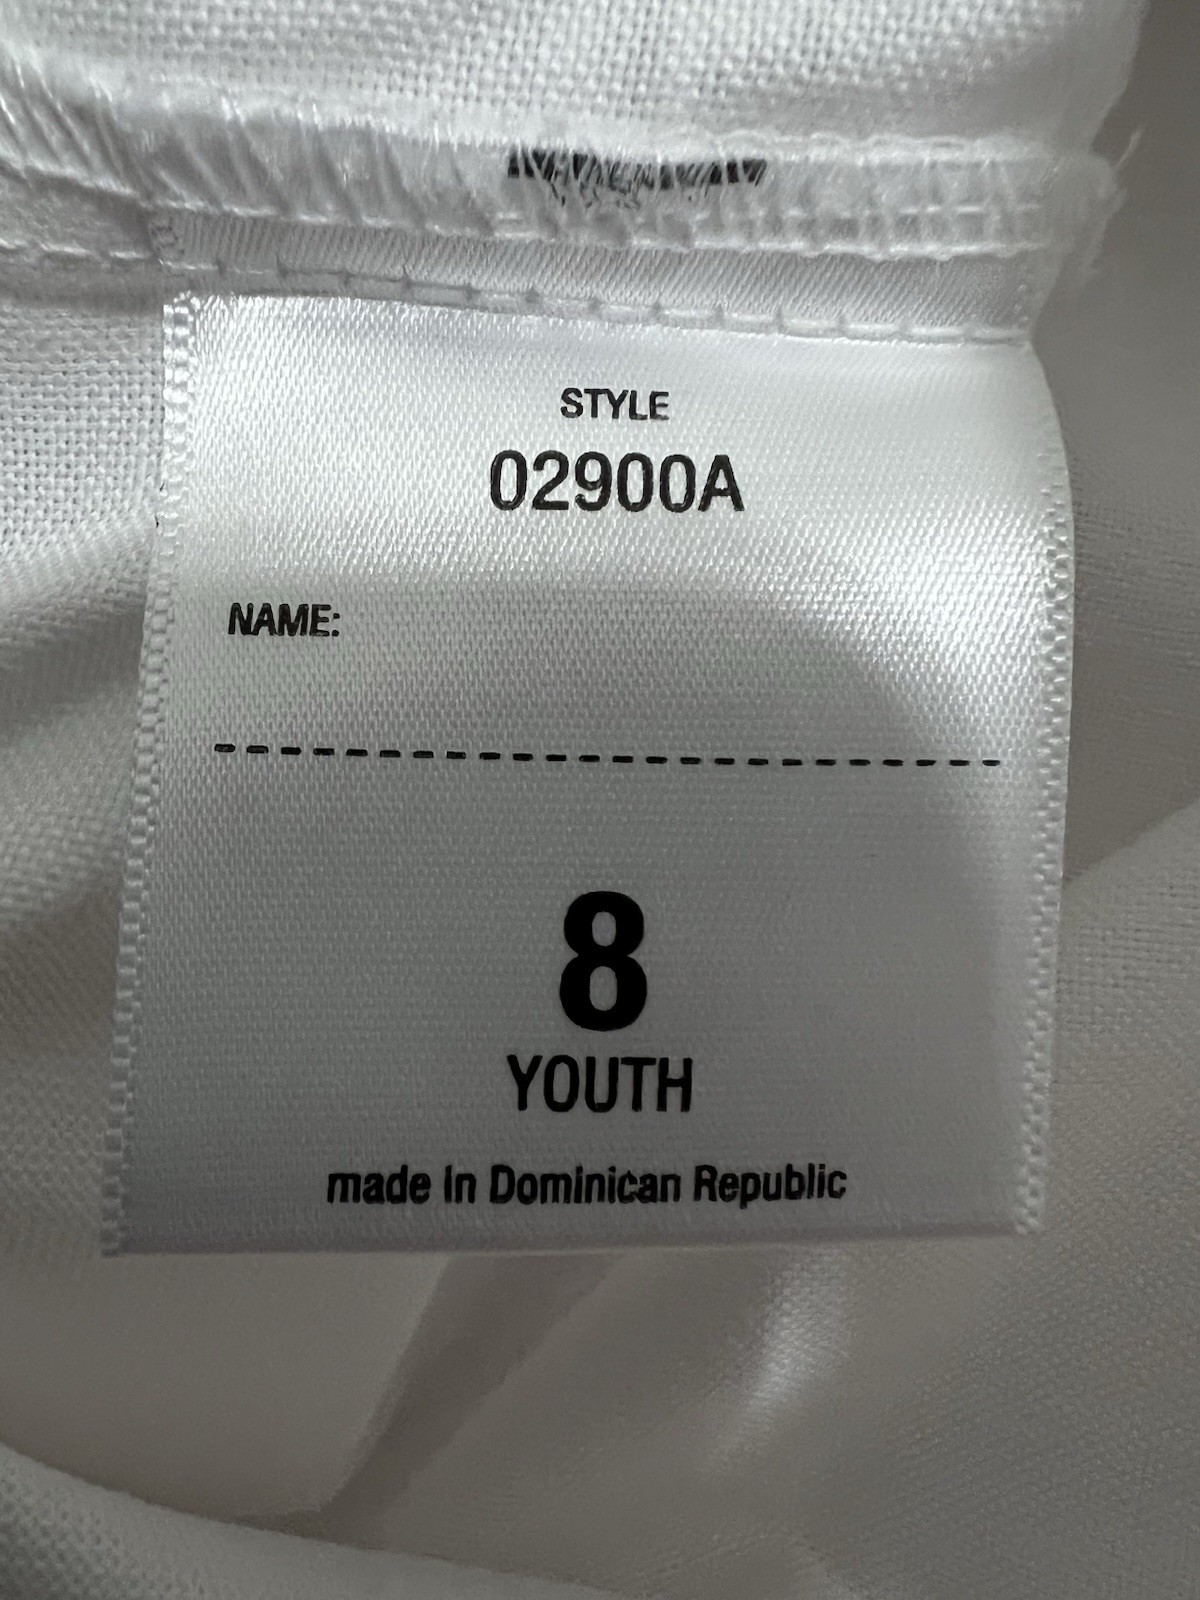 STYLE
02900A
NAME:
8
YOUTH
made in Dominican Republic